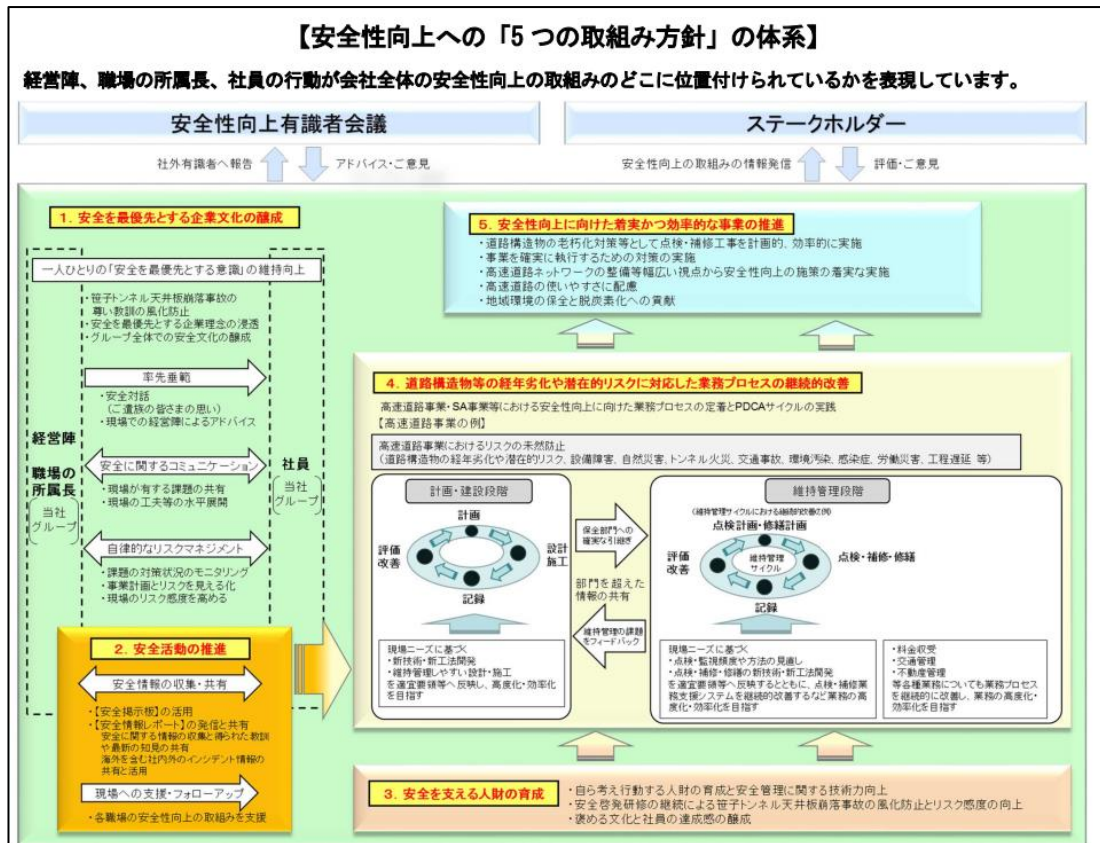 【安全性向上への「5つの取組み方針」の体系】
経営陣、職場の所属長、社員の行動が会社全体の安全性向上の取組みのどこに位置付けられているかを表現しています。
安全性向上有識者会議
ステークホルダー
社外有識者へ報告
アドバイス・ご意見
安全性向上の取組みの情報発信
評価・ご意見
1. 安全を最優先とする企業文化の醸成
一人ひとりの「安全を最優先とする意識」の維持向上
・笹子トンネル天井板崩落事故の
尊い教訓の風化防止
・安全を最優先とする企業理念の浸透
・グループ全体での安全文化の醸成
率先垂範
・安全対話
(ご遺族の皆さまの思い)
・現場での経営陣によるアドバイス
経営陣
職場の
所属長
当社
グループ
安全に関するコミュニケーション
・現場が有する課題の共有
・現場の工夫等の水平展開
社員
当社
グループ
自律的なリスクマネジメント
・課題の対策状況のモニタリング
・事業計画とリスクを見える化
・現場のリスク感度を高める
2. 安全活動の推進
安全情報の収集・共有
・【安全掲示板】の活用
・【安全情報レポート】の発信と共有
安全に関する情報の収集と得られた教訓
や最新の知見の共有
海外を含む社内外のインシデント情報の
共有と活用
現場への支援・フォローアップ
・各職場の安全性向上の取組みを支援
5. 安全性向上に向けた着実かつ効率的な事業の推進
・道路構造物の老朽化対策等として点検・補修工事を計画的、効率的に実施
・事業を確実に執行するための対策の実施
・高速道路ネットワークの整備等幅広い視点から安全性向上の施策の着実な実施
・高速道路の使いやすさに配慮
・地域環境の保全と脱炭素化への貢献
4. 道路構造物等の経年劣化や潜在的リスクに対応した業務プロセスの継続的改善
高速道路事業・SA事業等における安全性向上に向けた業務プロセスの定着とPDCAサイクルの実践
【高速道路事業の例】
高速道路事業におけるリスクの未然防止
(道路構造物の経年劣化や潜在的リスク、設備障害、自然災害、トンネル火災、交通事故、環境汚染、感染症、労働災害、工程遅延 等)
計画・建設段階
計画
評価
改善
設計
施工
記録
現場ニーズに基づく
・新技術・新工法開発
・維持管理しやすい設計・施工
を適宜要領等へ反映し、高度化・効率化
を目指す
保全部門への
確実な引継ぎ
部門を超えた
情報の共有
維持管理の課題
をフィードバック
維持管理段階
(維持管理サイクルにおける継続的改善の例)
点検計画・修繕計画
評価
改善
維持管理
サイクル
点検・補修・修繕
記録
現場ニーズに基づく
・点検・監視頻度や方法の見直し
・点検・補修・修繕の新技術・新工法開発
を適宜要領等へ反映するとともに、点検・補修業
務支援システムを継続的改善するなど業務の高
度化・効率化を目指す
・料金収受
・交通管理
・不動産管理
等各種業務についても業務プロセス
を継続的に改善し、業務の高度化・
効率化を目指す
3. 安全を支える人財の育成
・自ら考え行動する人財の育成と安全管理に関する技術力向上
・安全啓発研修の継続による笹子トンネル天井板崩落事故の風化防止とリスク感度の向上
・褒める文化と社員の達成感の醸成